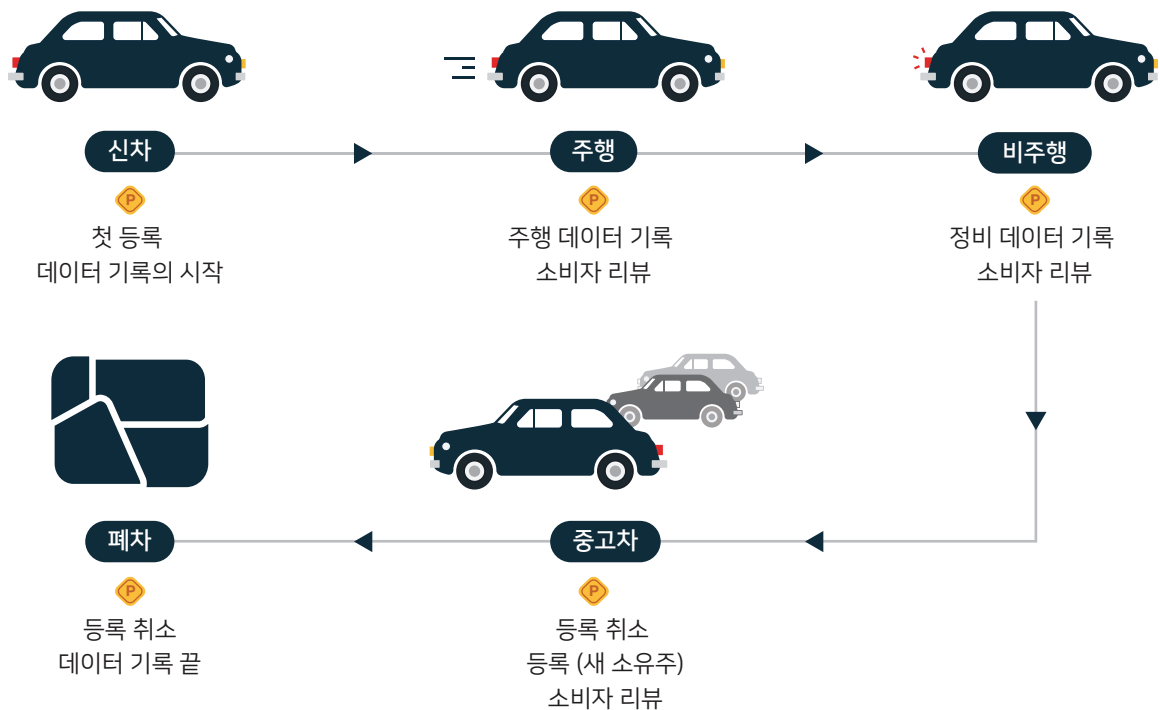 신차
P
첫 등록
데이터 기록의 시작
주행
P
주행 데이터 기록
소비자 리뷰
비주행
P
정비 데이터 기록
소비자 리뷰
중고차
P
등록 취소
등록 (새 소유주)
소비자 리뷰
폐차
P
등록 취소
데이터 기록 끝